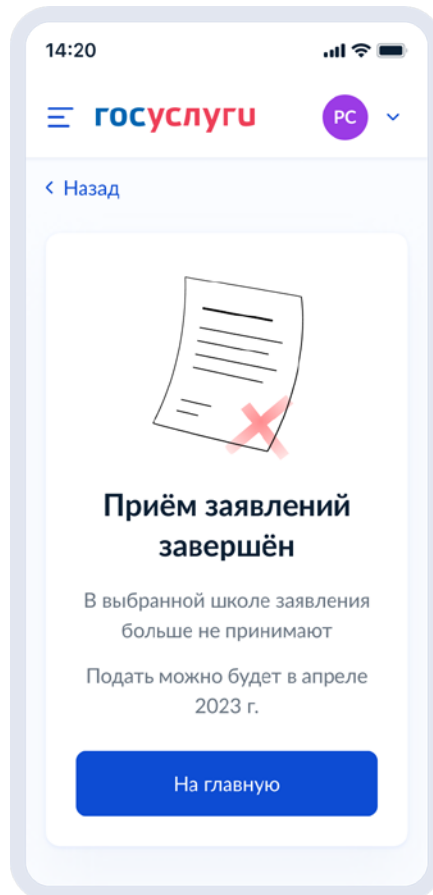 14:20
госуслуги
РС
Назад
Приём заявлений
завершён
В выбранной школе заявления
больше не принимают
Подать можно будет в апреле
2023 г.
На главную